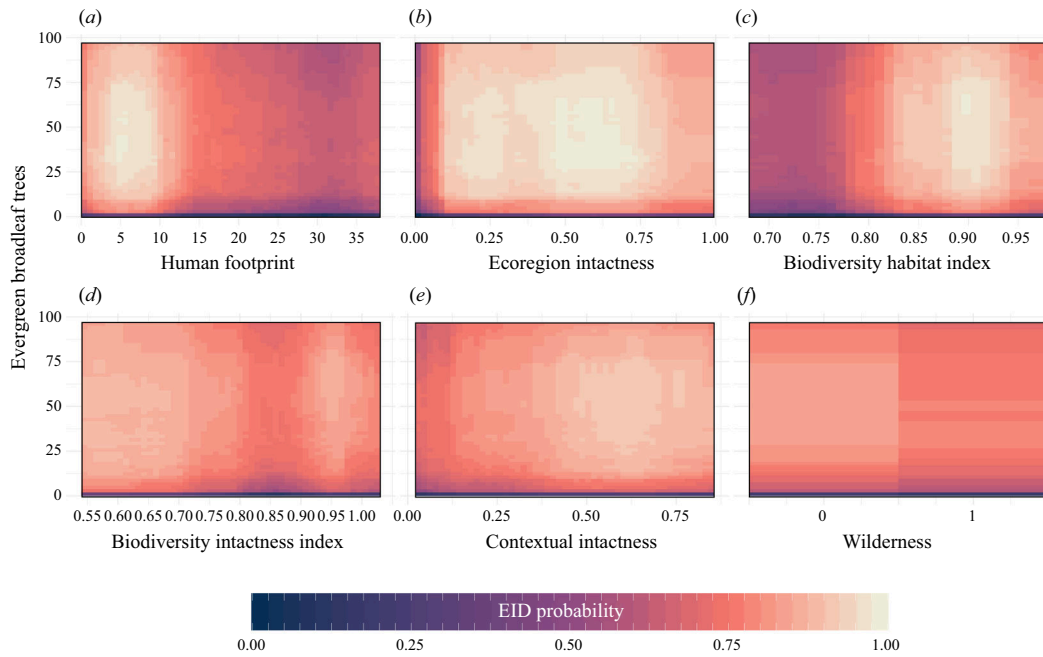 (a)
(b)
(c)
100
75
50
25
0
0 5 10 15 20 25 30 35
0.00 0.25 0.50 0.75 1.00
0.70 0.75 0.80 0.85 0.90 0.95
Human footprint
Ecoregion intactness
Biodiversity habitat index
Evergreen broadleaf trees
(d)
(e)
(f)
100
75
50
25
0
0.55 0.60 0.65 0.70 0.75 0.80 0.85 0.90 0.95 1.00
0.00 0.25 0.50 0.75
0 1
Biodiversity intactness index
Contextual intactness
Wilderness
EID probability
0.00 0.25 0.50 0.75 1.00